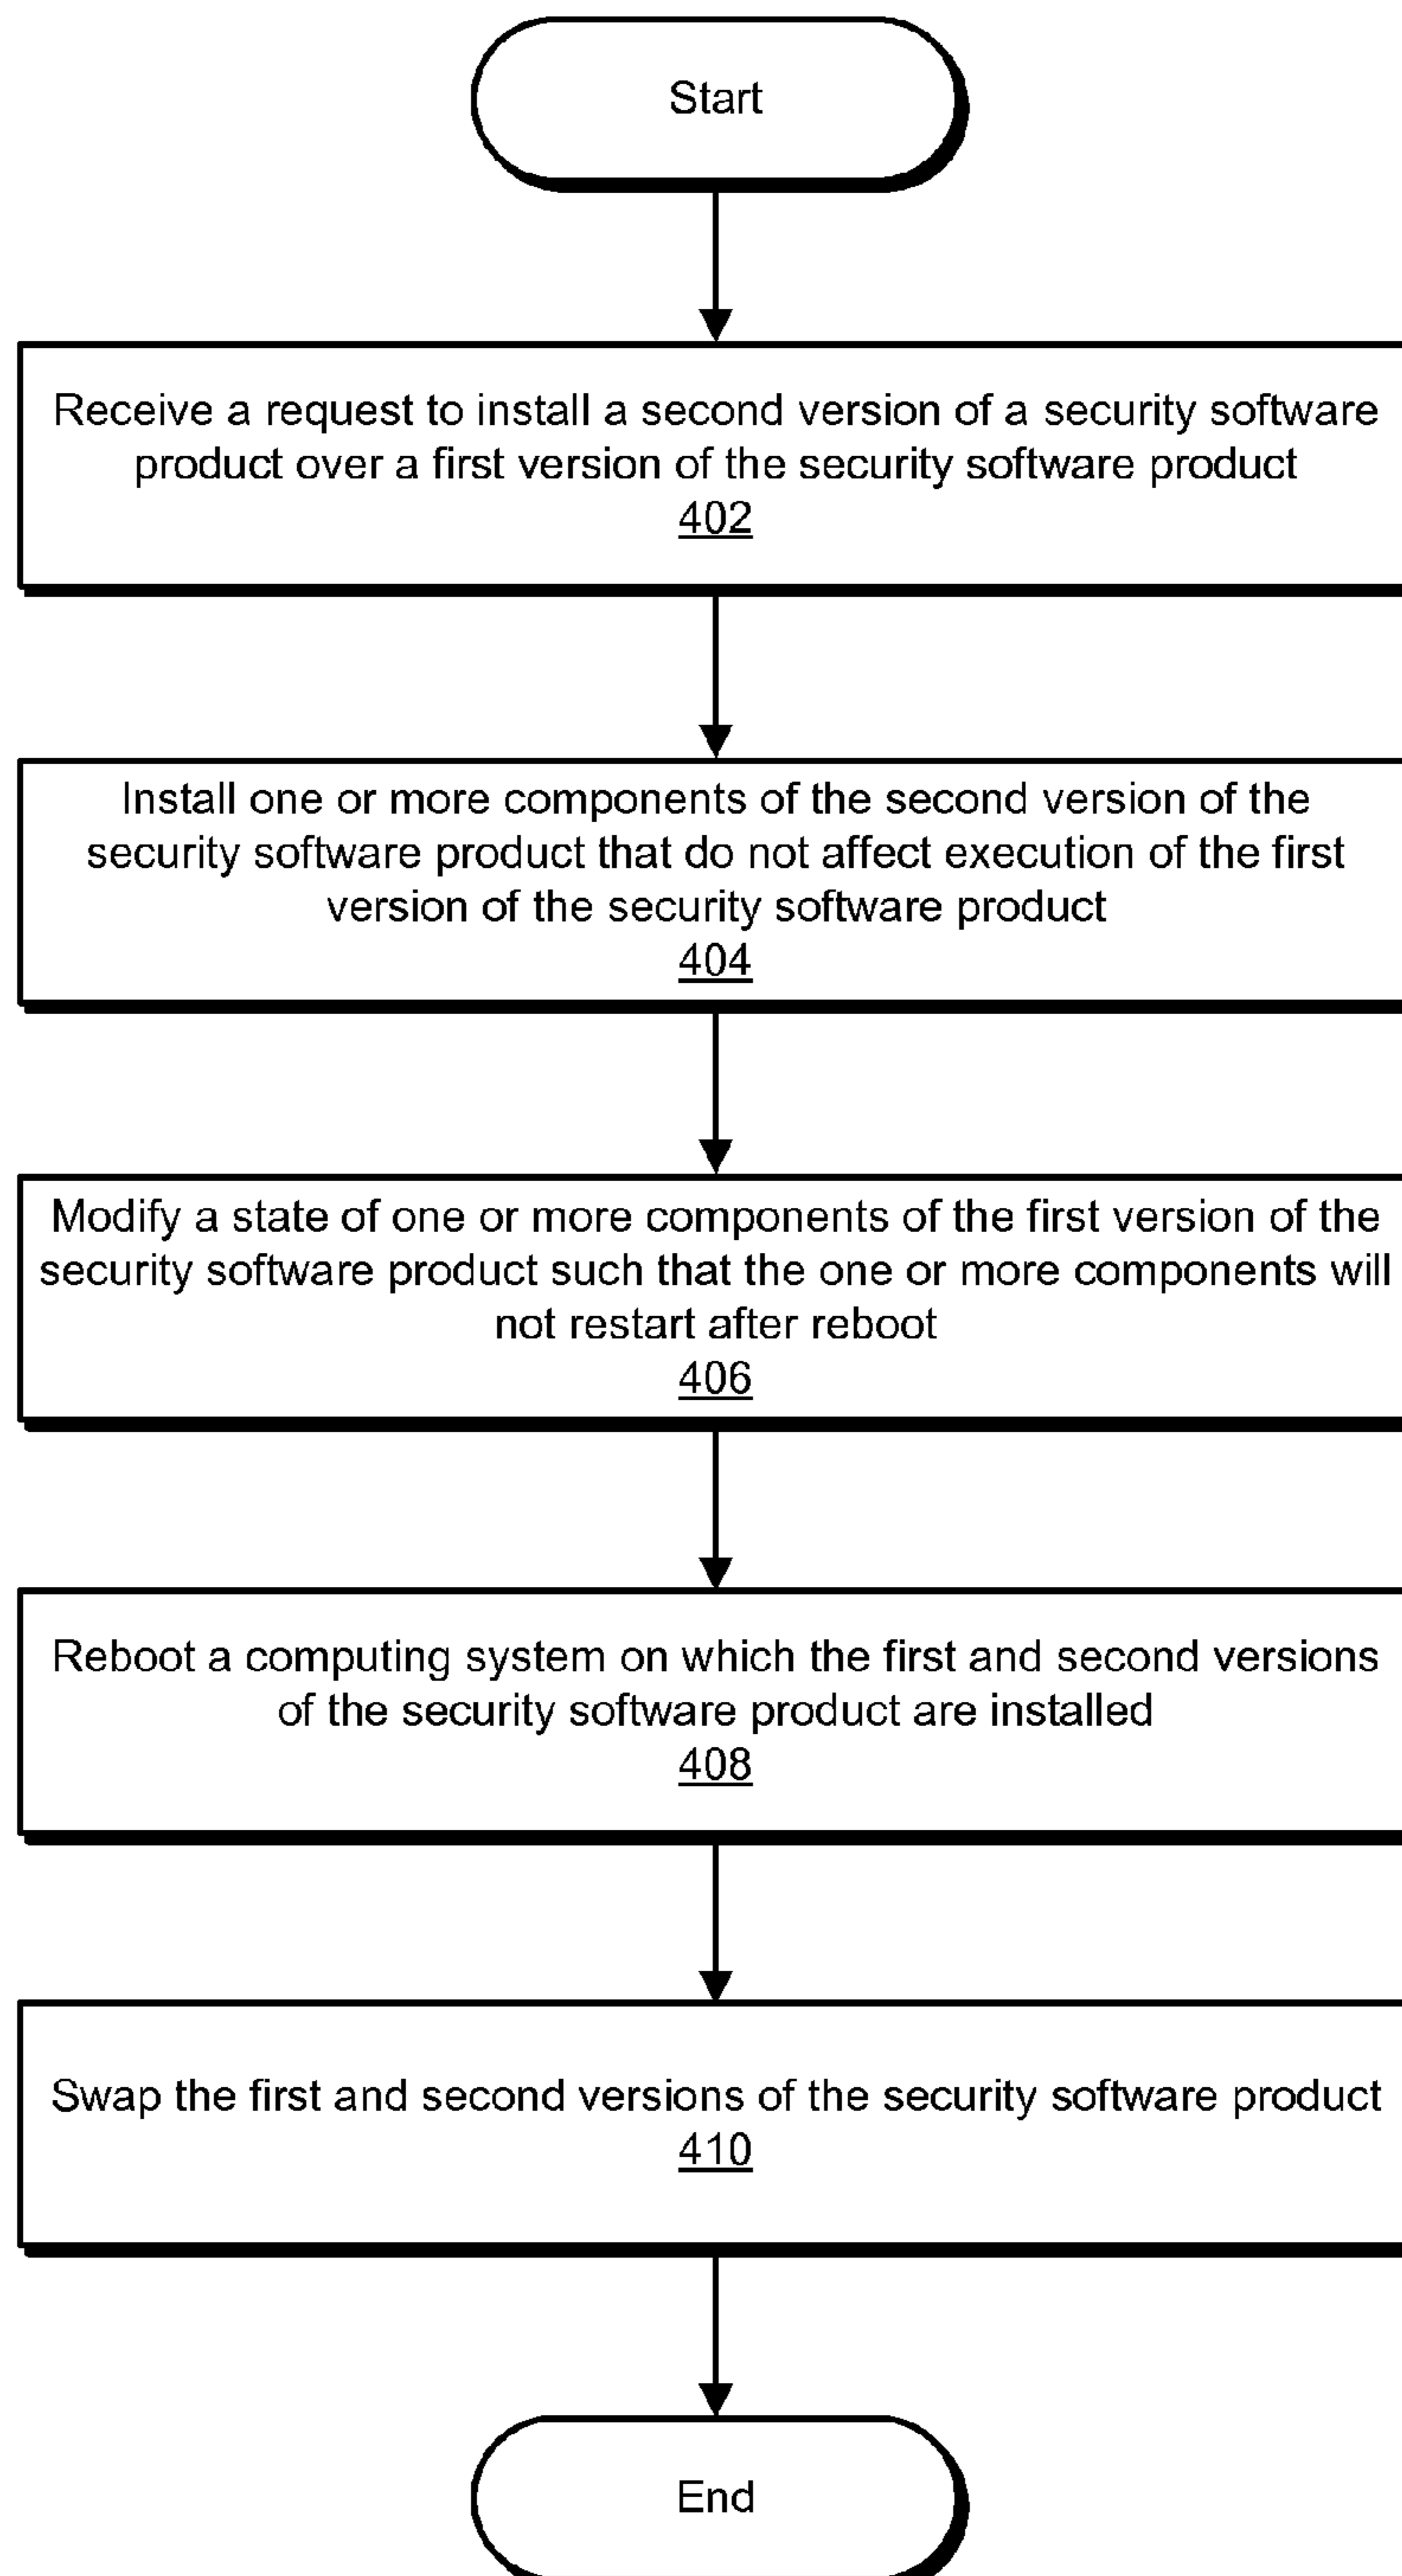 Start
Receive a request to install a second version of a security software
product over a first version of the security software product
402
Install one or more components of the second version of the
security software product that do not affect execution of the first
version of the security software product
404
Modify a state of one or more components of the first version of the
security software product such that the one or more components will
not restart after reboot
406
Reboot a computing system on which the first and second versions
of the security software product are installed
408
Swap the first and second versions of the security software product
410
End